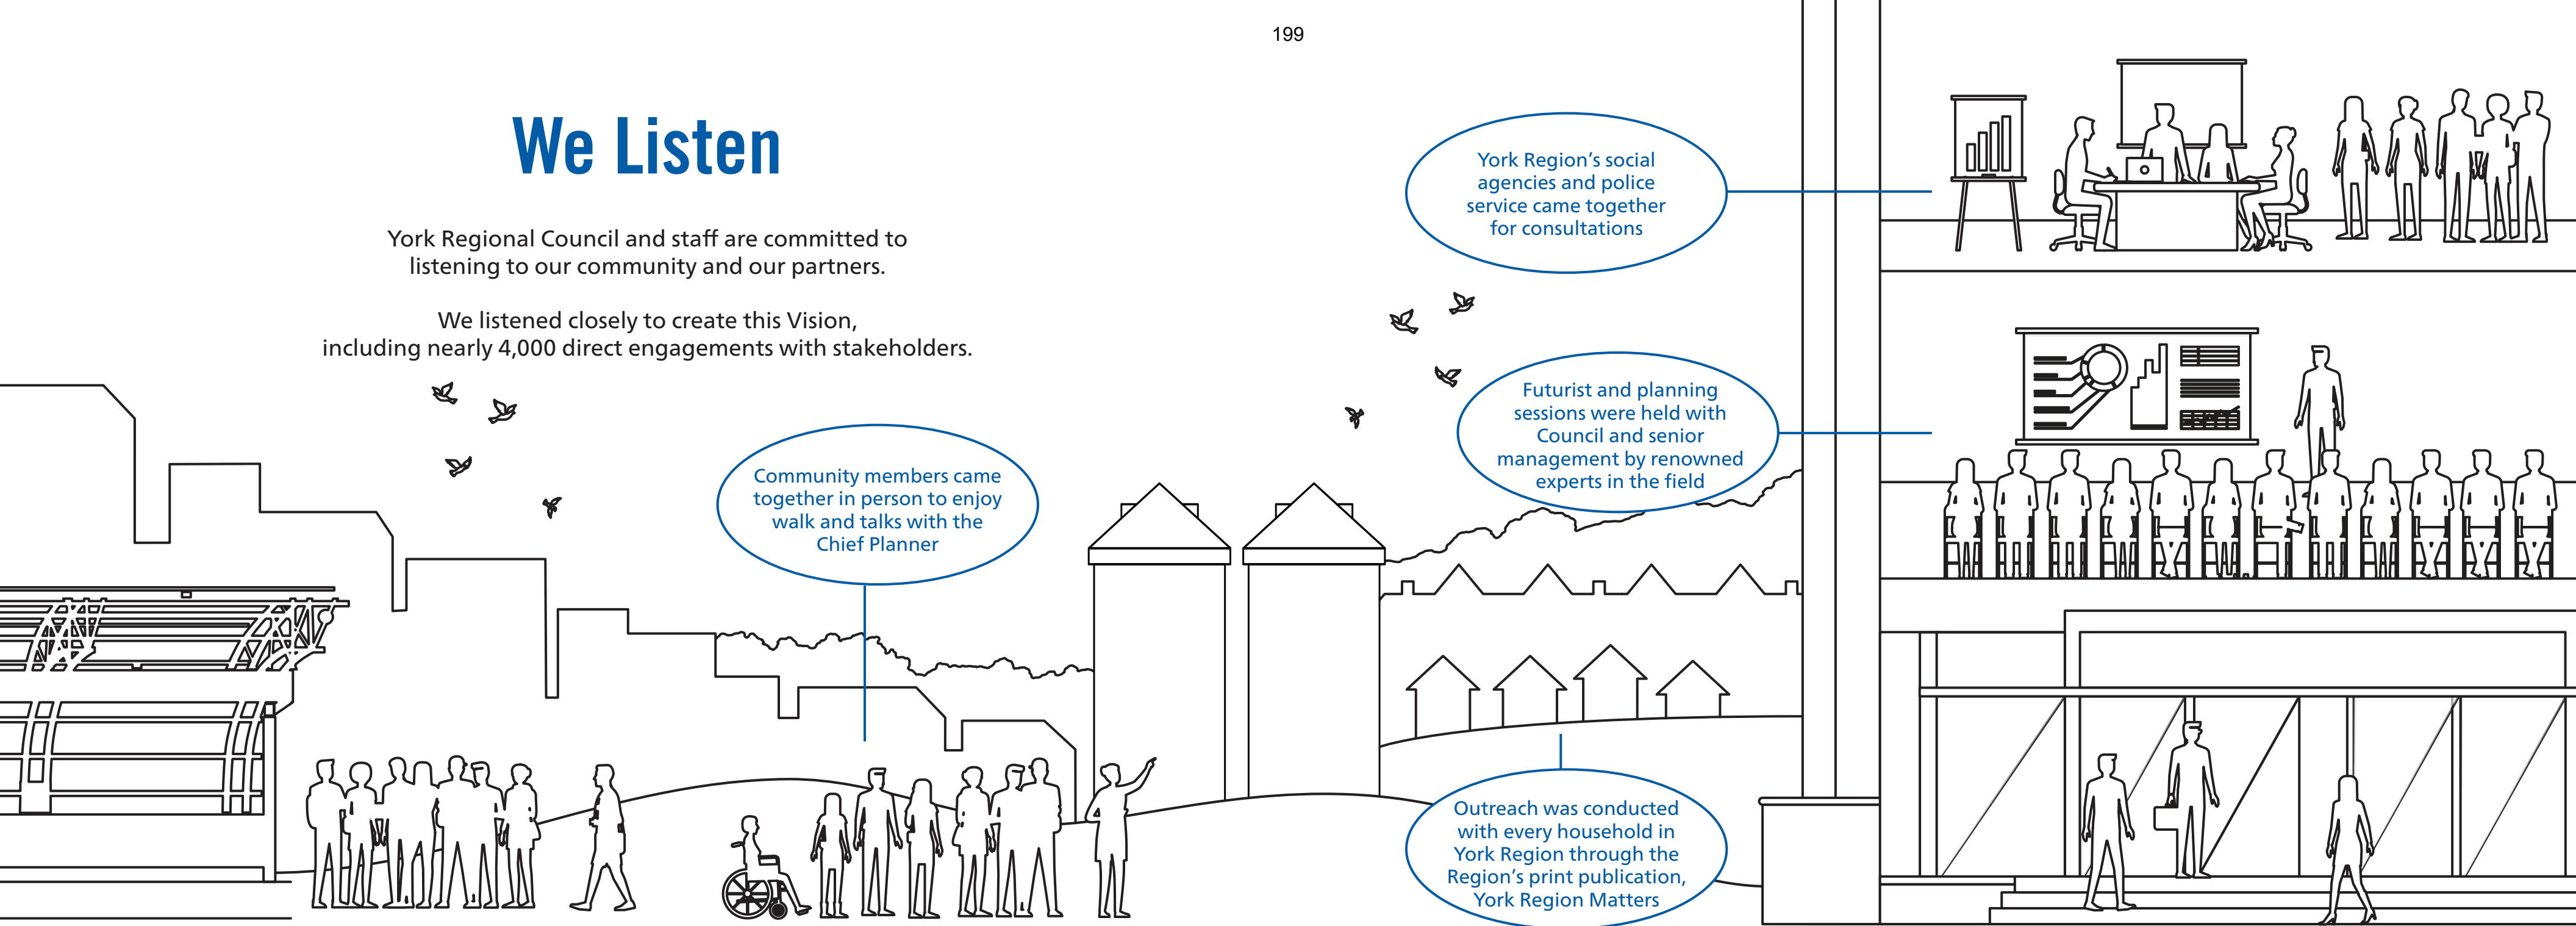 199
We Listen
York Regional Council and staff are committed to
listening to our community and our partners.
We listened closely to create this Vision,
including nearly 4,000 direct engagements with stakeholders.
Community members came
together in person to enjoy
walk and talks with the
Chief Planner
York Region’s social
agencies and police
service came together
for consultations
Futurist and planning
sessions were held with
Council and senior
management by renowned
experts in the field
Outreach was conducted
with every household in
York Region through the
Region’s print publication,
York Region Matters